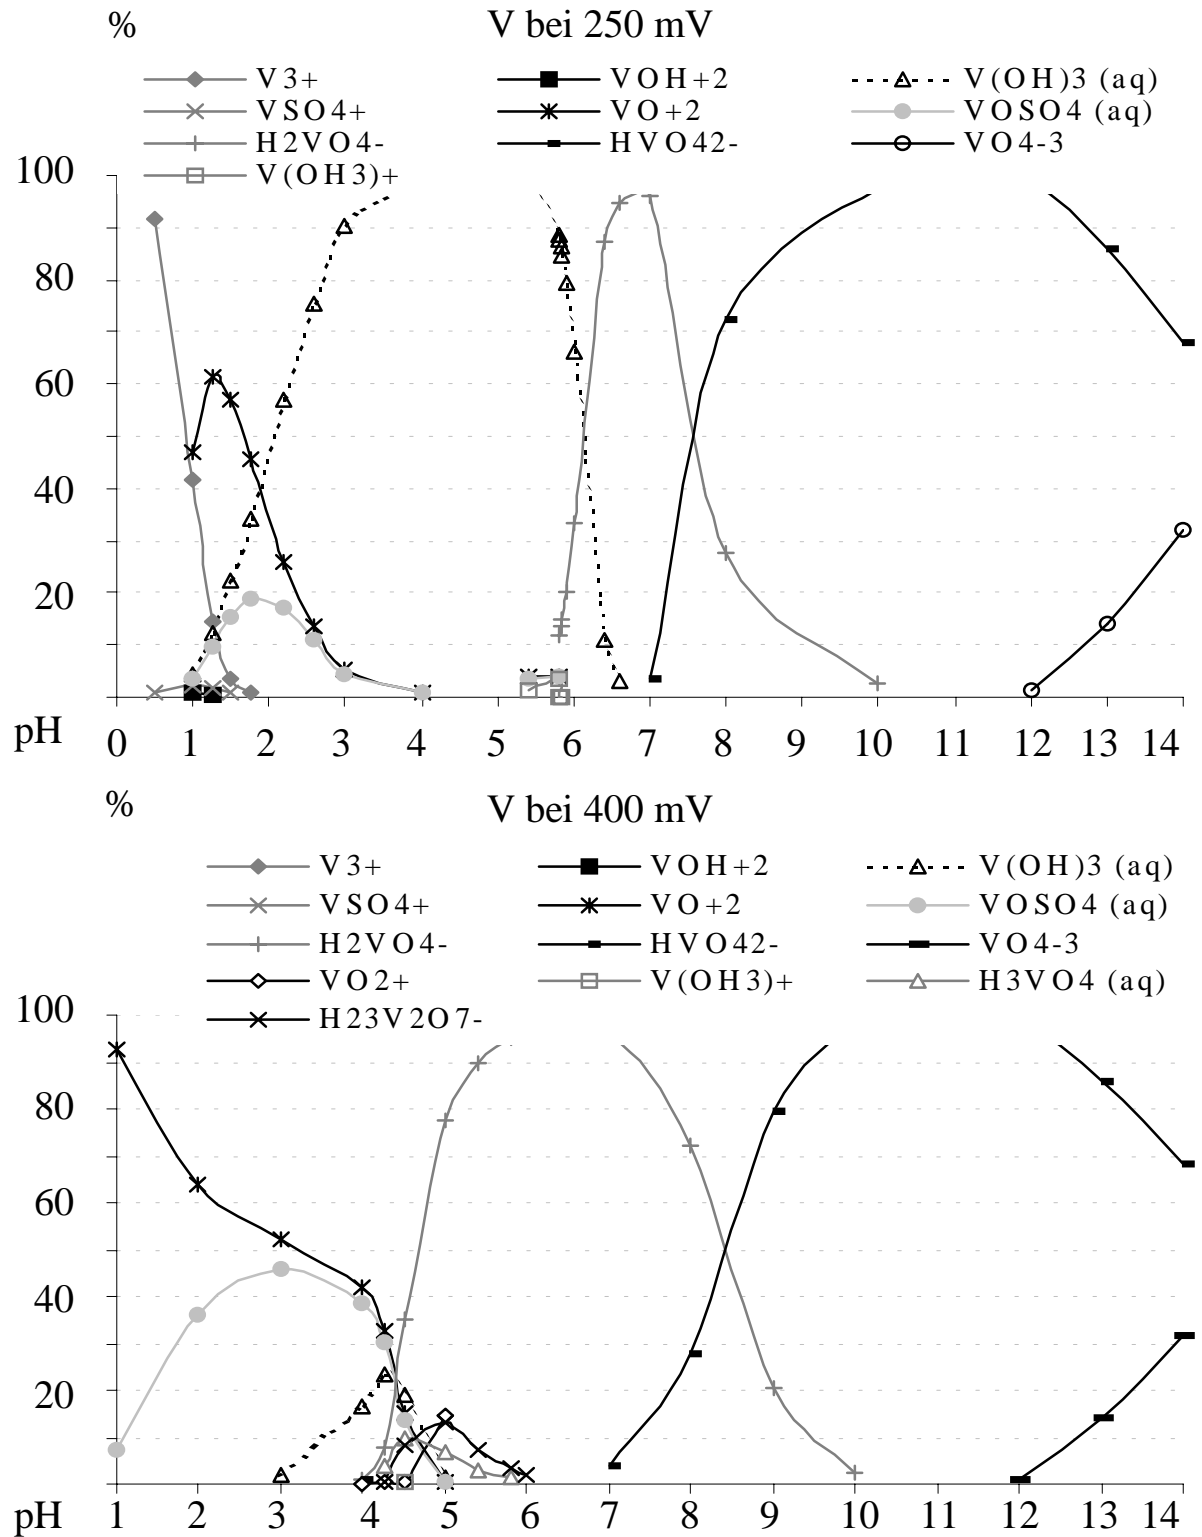 % V bei 250 mV
V3+ VOH+2 V(OH)3 (aq)
VSO4+ VO+2 VOSO4 (aq)
H2VO4- HVO42- VO4-3
V(OH3)+
100
80
60
40
20
pH 0 1 2 3 4 5 6 7 8 9 10 11 12 13 14
% V bei 400 mV
V3+ VOH+2 V(OH)3 (aq)
VSO4+ VO+2 VOSO4 (aq)
H2VO4- HVO42- VO4-3
VO2+ V(OH3)+ H3VO4 (aq)
H23V2O7-
100
80
60
40
20
pH 1 2 3 4 5 6 7 8 9 10 11 12 13 14